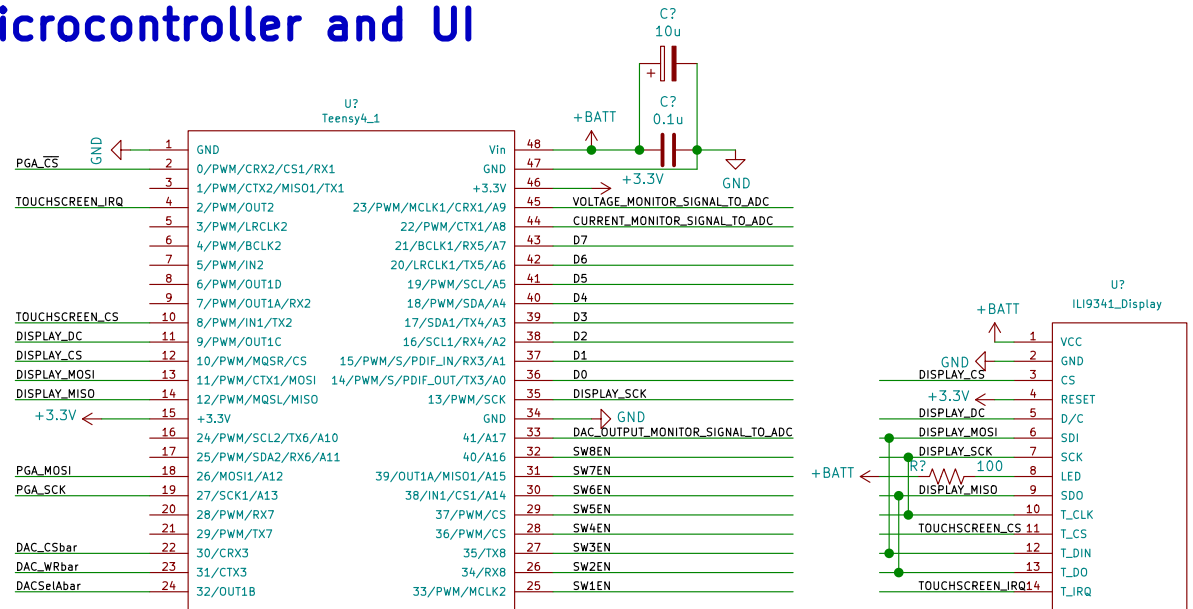 icrocontroller and UI
C?
10u
C?
0.1u
+BATT
GND
+3.3V
U?
Teensy4_1
GND
1 GND Vin 48
PGA_CS 2 0/PWM/CRX2/CS1/RX1 GND 47
3 1/PWM/CTX2/MISO1/TX1 +3.3V 46
TOUCHSCREEN_IRQ 4 2/PWM/OUT2 23/PWM/MCLK1/CRX1/A9 45 VOLTAGE_MONITOR_SIGNAL_TO_ADC
5 3/PWM/LRCLK2 22/PWM/CTX1/A8 44 CURRENT_MONITOR_SIGNAL_TO_ADC
6 4/PWM/BCLK2 21/BCLK1/RX5/A7 43 D7
7 5/PWM/IN2 20/LRCLK1/TX5/A6 42 D6
8 6/PWM/OUT1D 19/PWM/SCL/A5 41 D5
9 7/PWM/OUT1A/RX2 18/PWM/SDA/A4 40 D4
TOUCHSCREEN_CS 10 8/PWM/IN1/TX2 17/SDA1/TX4/A3 39 D3
DISPLAY_DC 11 9/PWM/OUT1C 16/SCL1/RX4/A2 38 D2
DISPLAY_CS 12 10/PWM/MQSR/CS 15/PWM/S/PDIF_IN/RX3/A1 37 D1
DISPLAY_MOSI 13 11/PWM/CTX1/MOSI 14/PWM/S/PDIF_OUT/TX3/A0 36 D0
DISPLAY_MISO 14 12/PWM/MQSL/MISO 13/PWM/SCK 35 DISPLAY_SCK
+3.3V 15 +3.3V GND 34 GND
16 24/PWM/SCL2/TX6/A10 41/A17 33 DAC_OUTPUT_MONITOR_SIGNAL_TO_ADC
17 25/PWM/SDA2/RX6/A11 40/A16 32 SW8EN
PGA_MOSI 18 26/MOSI1/A12 39/OUT1A/MISO1/A15 31 SW7EN
PGA_SCK 19 27/SCK1/A13 38/IN1/CS1/A14 30 SW6EN
20 28/PWM/RX7 37/PWM/CS 29 SW5EN
21 29/PWM/TX7 36/PWM/CS 28 SW4EN
DAC_CSbar 22 30/CRX3 35/TX8 27 SW3EN
DAC_WRbar 23 31/CTX3 34/RX8 26 SW2EN
DACSelAbar 24 32/OUT1B 33/PWM/MCLK2 25 SW1EN
U?
ILI9341_Display
+BATT 1 VCC
GND 2 GND
DISPLAY_CS 3 CS
+3.3V 4 RESET
DISPLAY_DC 5 D/C
DISPLAY_MOSI 6 SDI
DISPLAY_SCK 7 SCK
+BATT R? 100 8 LED
DISPLAY_MISO 9 SDO
10 T_CLK
TOUCHSCREEN_CS 11 T_CS
12 T_DIN
13 T_DO
TOUCHSCREEN_IRQ 14 T_IRQ